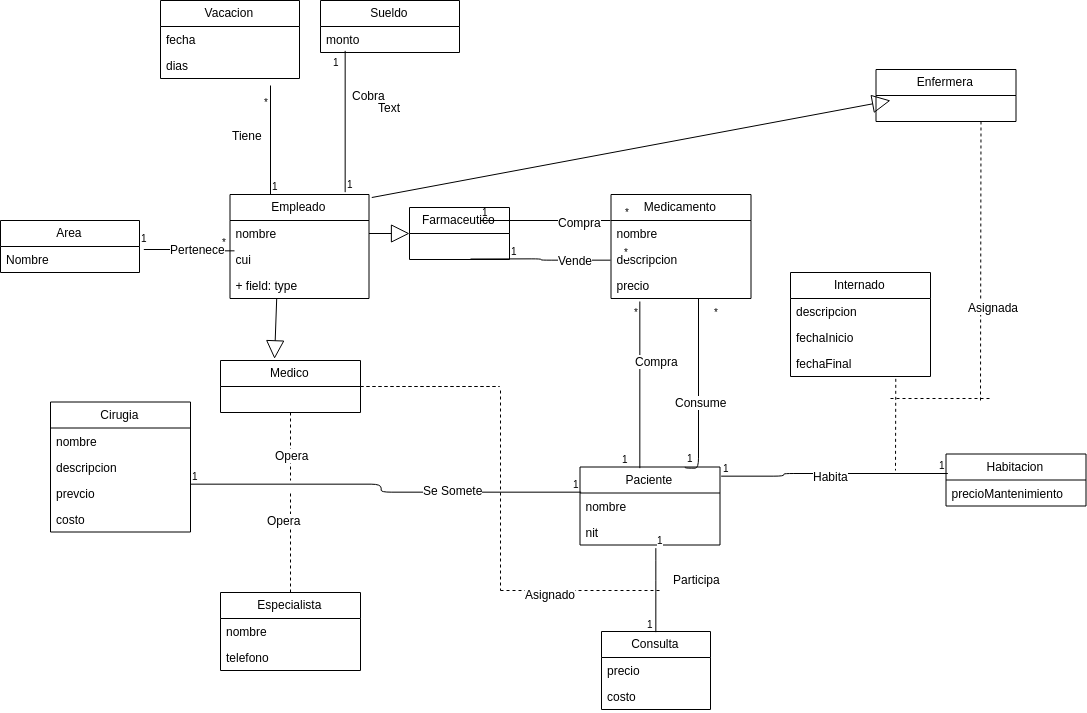 Vacacion
fecha
dias
Sueldo
monto
1
Cobra
Text
*
Tiene
1
1
Enfermera
Empleado
nombre
cui
+ field: type
Area
Nombre
1
Pertenece
*
Farmaceutico
1
Compra
*
1
Vende
*
Medicamento
nombre
descripcion
precio
Internado
descripcion
fechaInicio
fechaFinal
Asignada
*
*
Compra
Consume
1
1
Medico
Cirugia
nombre
descripcion
prevcio
costo
Opera
1
Se Somete
1
Opera
Paciente
nombre
nit
1
Habita
1
Habitacion
precioMantenimiento
1
Participa
Asignado
1
Especialista
nombre
telefono
Consulta
precio
costo